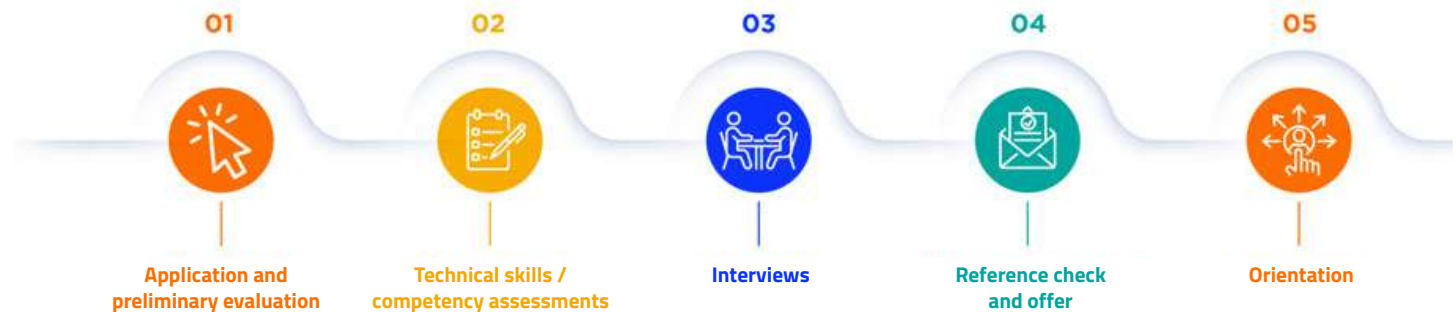 01
02
03
04
05
Application and
preliminary evaluation
Technical skills /
competency assessments
Interviews
Reference check
and offer
Orientation